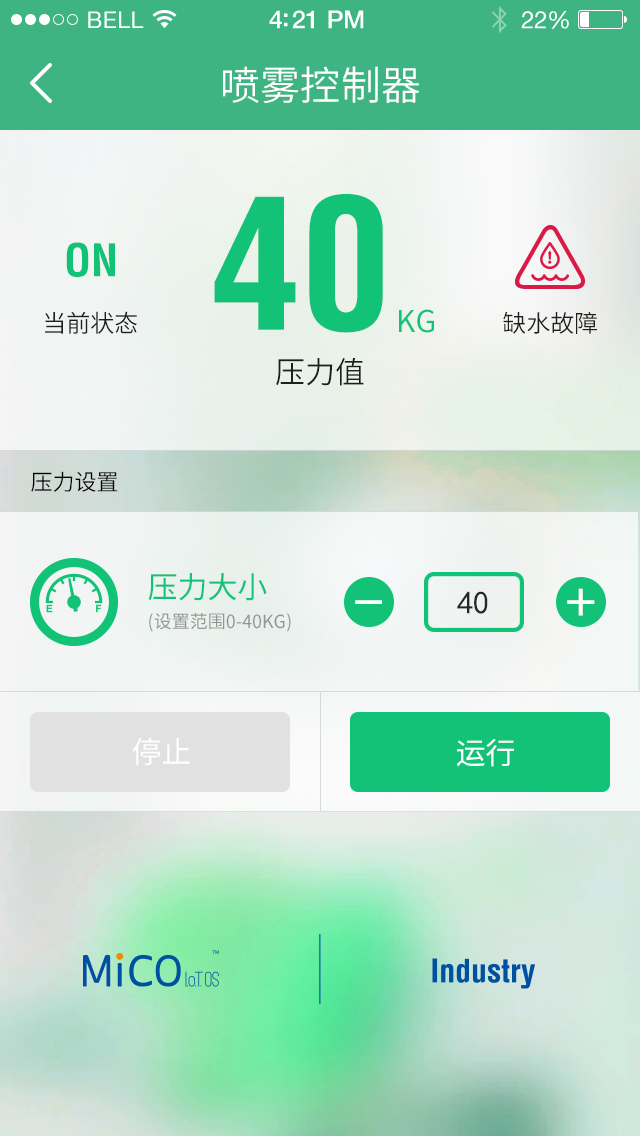 BELL 4:21 PM 22%
喷雾控制器
ON
40 KG
当前状态
缺水故障
压力值
压力设置
E F
压力大小
(设置范围0-40KG)
40
停止
运行
MiCO IoT OS ™
Industry